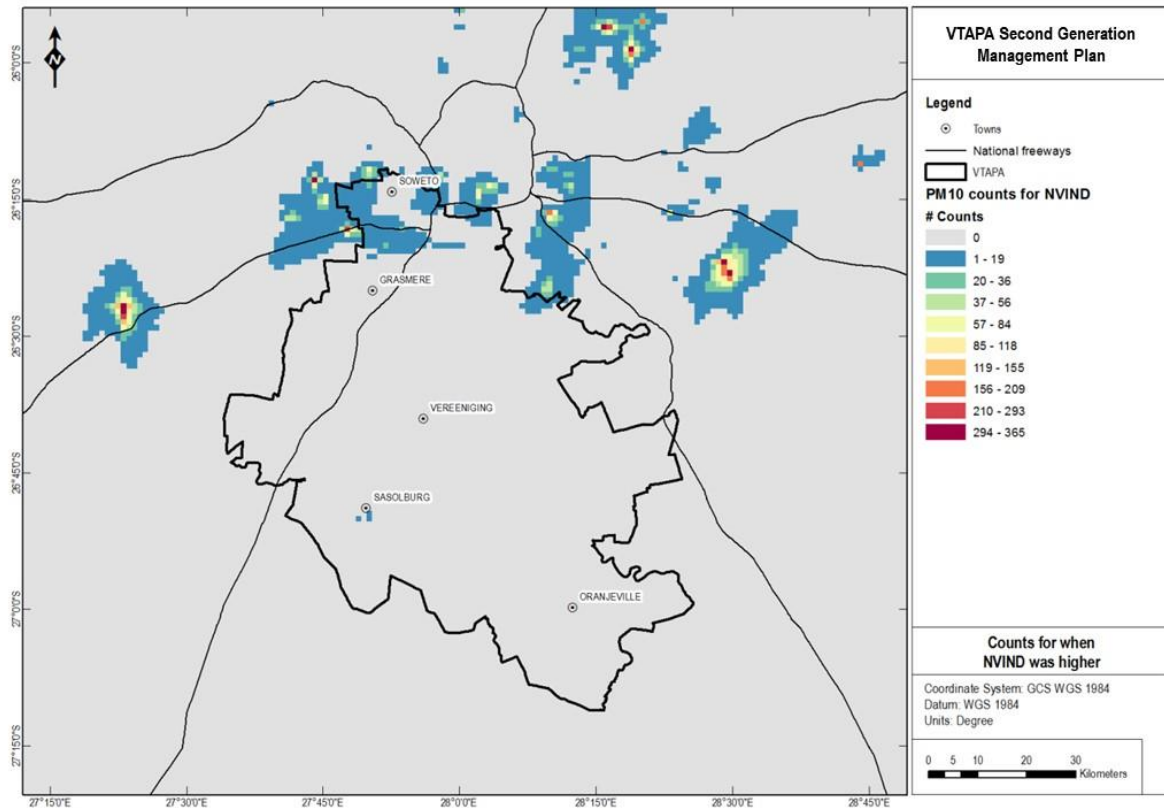 VTAPA Second Generation
Management Plan
Legend
Towns
National freeways
VTAPA
PM10 counts for NVIND
# Counts
0
1 - 19
20 - 36
37 - 56
57 - 84
85 - 118
119 - 155
156 - 209
210 - 293
294 - 365
Counts for when
NVIND was higher
Coordinate System: GCS WGS 1984
Datum: WGS 1984
Units: Degree
0 5 10 20 30
Kilometers
N
SOWETO
GRASMERE
VEREENIGING
SASOLBURG
ORANJEVILLE
26°0'0"S
26°15'0"S
26°30'0"S
26°45'0"S
27°0'0"S
27°15'0"S
27°15'0"E
27°30'0"E
27°45'0"E
28°0'0"E
28°15'0"E
28°30'0"E
28°45'0"E